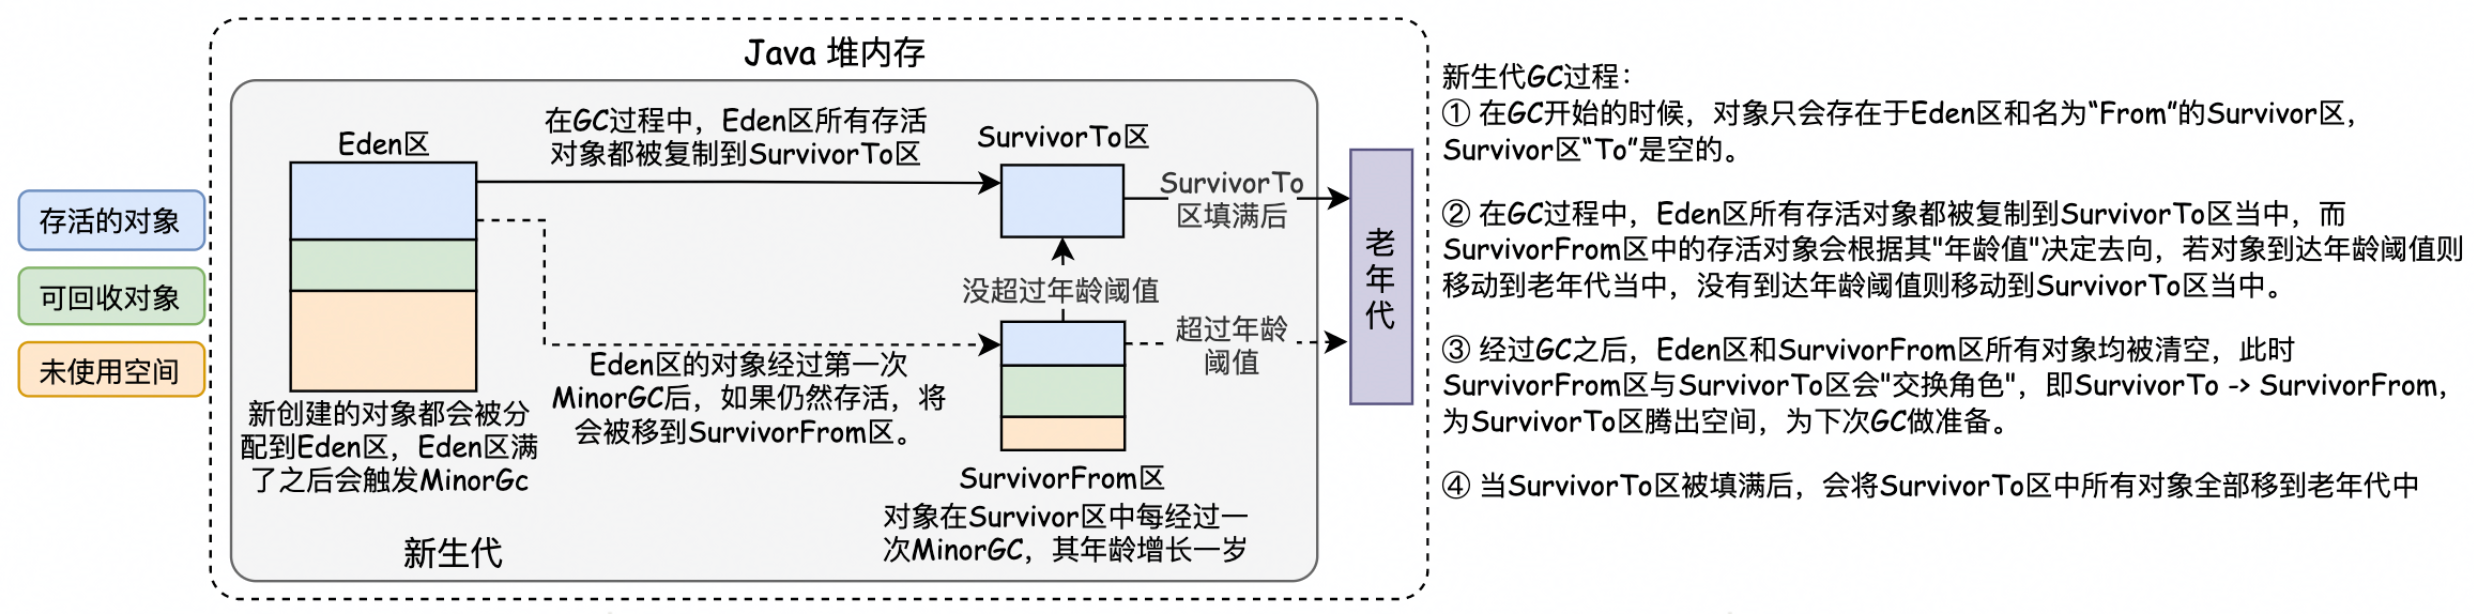 Java 堆内存
存活的对象
可回收对象
未使用空间
Eden区
新创建的对象都会被分
配到Eden区，Eden区满
了之后会触发MinorGc
新生代
在GC过程中，Eden区所有存活
对象都被复制到SurvivorTo区
Eden区的对象经过第一次
MinorGC后，如果仍然存活，将
会被移到SurvivorFrom区。
SurvivorTo区
没超过年龄阈值
SurvivorFrom区
对象在Survivor区中每经过一
次MinorGC，其年龄增长一岁
SurvivorTo
区填满后
超过年龄
阈值
老年代
新生代GC过程：
① 在GC开始的时候，对象只会存在于Eden区和名为“From”的Survivor区，
Survivor区“To”是空的。
② 在GC过程中，Eden区所有存活对象都被复制到SurvivorTo区当中，而
SurvivorFrom区中的存活对象会根据其"年龄值"决定去向，若对象到达年龄阈值则
移动到老年代当中，没有到达年龄阈值则移动到SurvivorTo区当中。
③ 经过GC之后，Eden区和SurvivorFrom区所有对象均被清空，此时
SurvivorFrom区与SurvivorTo区会"交换角色"，即SurvivorTo -> SurvivorFrom，
为SurvivorTo区腾出空间，为下次GC做准备。
④ 当SurvivorTo区被填满后，会将SurvivorTo区中所有对象全部移到老年代中